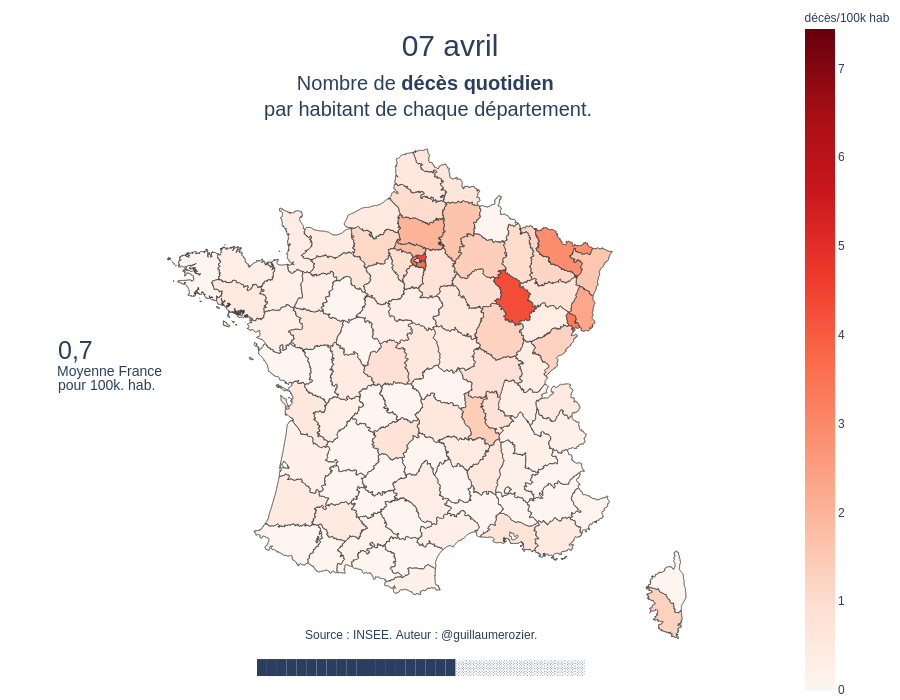 décès/100k hab
07 avril
Nombre de décès quotidien
par habitant de chaque département.
7
6
5
4
3
2
1
0
0,7
Moyenne France
pour 100k. hab.
Source : INSEE. Auteur : @guillaumerozier.